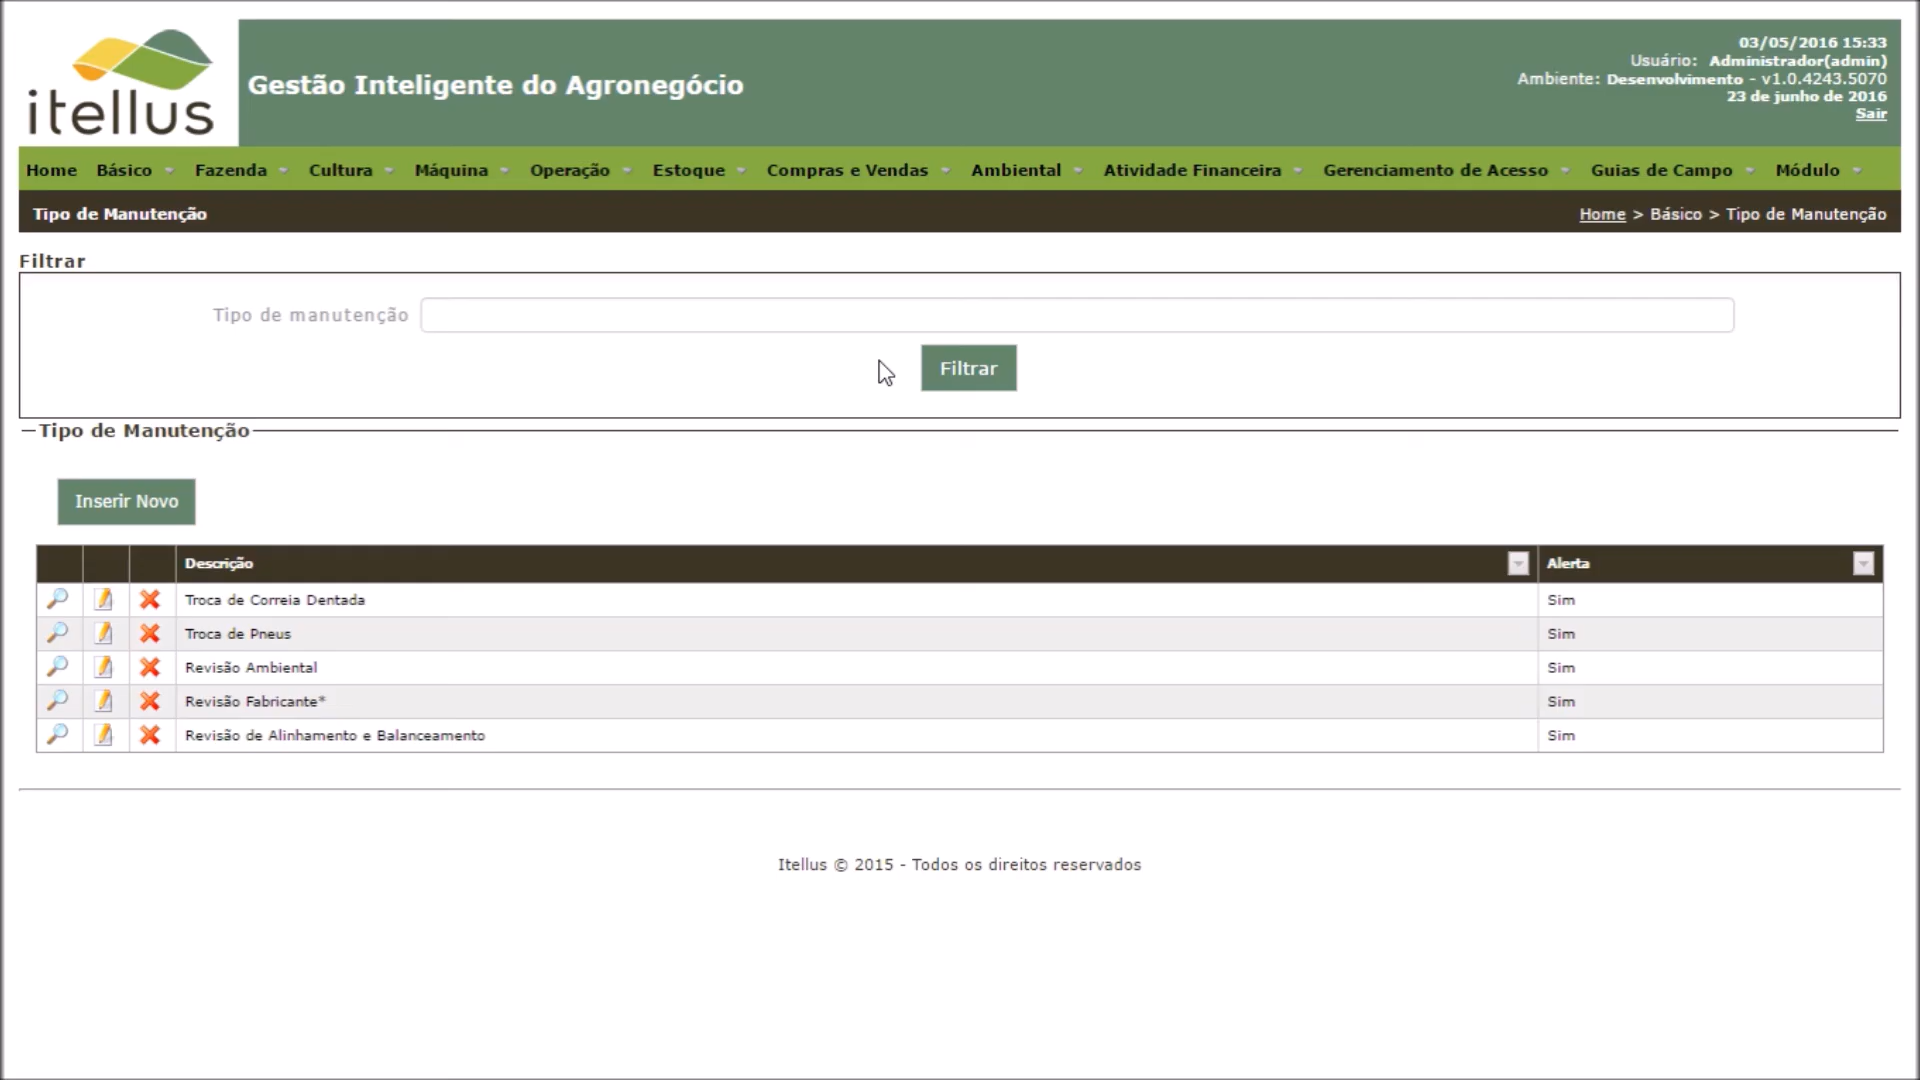 itellus
Gestão Inteligente do Agronegócio
03/05/2016 15:33
Usuário: Administrador(admin)
Ambiente: Desenvolvimento - v1.0.4243.5070
23 de junho de 2016
Sair
Home Básico Fazenda Cultura Máquina Operação Estoque Compras e Vendas Ambiental Atividade Financeira Gerenciamento de Acesso Guias de Campo Módulo
Tipo de Manutenção Home > Básico > Tipo de Manutenção
Filtrar
Tipo de manutenção
Filtrar
Tipo de Manutenção
Inserir Novo
Descrição Alerta
Troca de Correia Dentada Sim
Troca de Pneus Sim
Revisão Ambiental Sim
Revisão Fabricante* Sim
Revisão de Alinhamento e Balanceamento Sim
Itellus © 2015 - Todos os direitos reservados